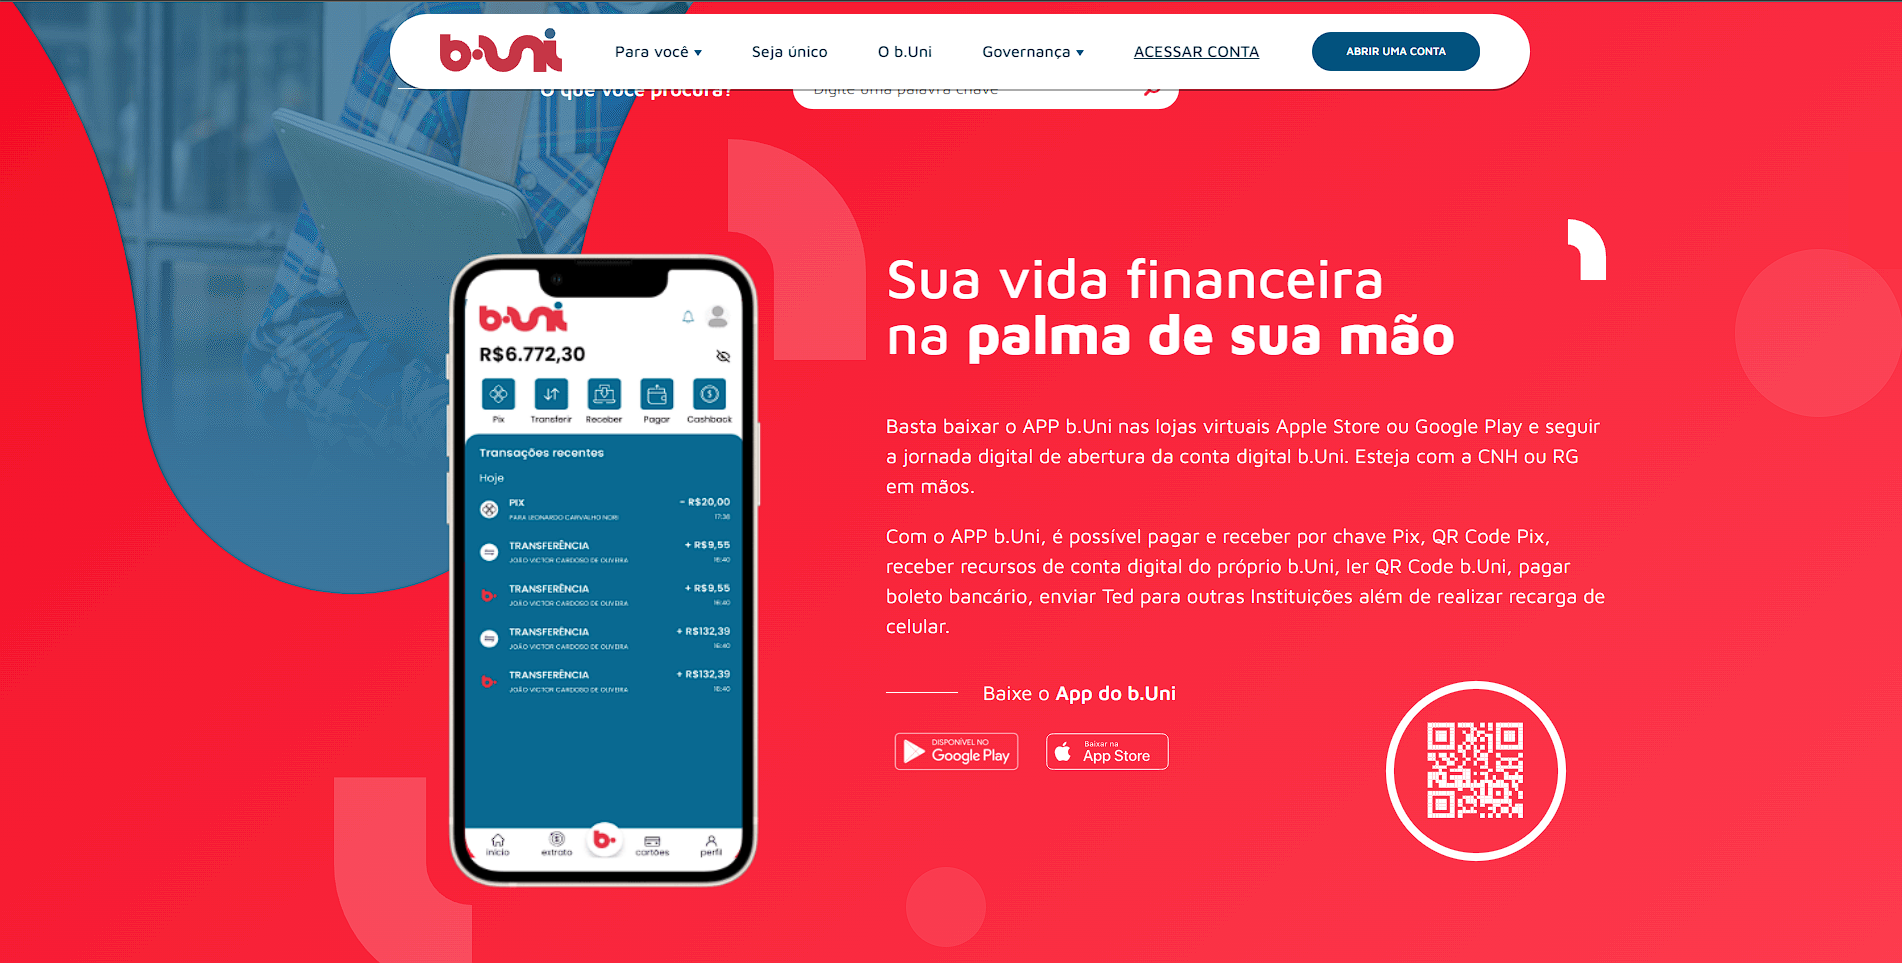 b.Uni
Para você
Seja único
O b.Uni
Governança
ACESSAR CONTA
ABRIR UMA CONTA
O que você procura?
Digite uma palavra chave
b.Uni
R$6.772,30
Pix
Transferir
Receber
Pagar
Cashback
Transações recentes
Hoje
PIX
- R$20,00
PARA LEONARDO CARVALHO NORI
17:38
TRANSFERÊNCIA
+ R$9,55
JOÃO VICTOR CARDOSO DE OLIVEIRA
16:40
TRANSFERÊNCIA
+ R$9,55
JOÃO VICTOR CARDOSO DE OLIVEIRA
16:40
TRANSFERÊNCIA
+ R$132,39
JOÃO VICTOR CARDOSO DE OLIVEIRA
16:40
TRANSFERÊNCIA
+ R$132,39
JOÃO VICTOR CARDOSO DE OLIVEIRA
16:40
início
extrato
b.
cartões
perfil
Sua vida financeira
na palma de sua mão
Basta baixar o APP b.Uni nas lojas virtuais Apple Store ou Google Play e seguir
a jornada digital de abertura da conta digital b.Uni. Esteja com a CNH ou RG
em mãos.
Com o APP b.Uni, é possível pagar e receber por chave Pix, QR Code Pix,
receber recursos de conta digital do próprio b.Uni, ler QR Code b.Uni, pagar
boleto bancário, enviar Ted para outras Instituições além de realizar recarga de
celular.
Baixe o App do b.Uni
DISPONÍVEL NO
Google Play
Baixar na
App Store